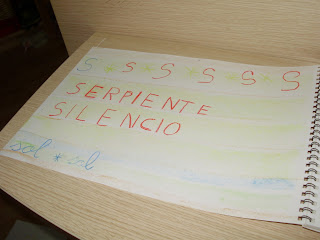 S * S * S * S * S * S
SERPIENTE
SILENCIO
sol * sol